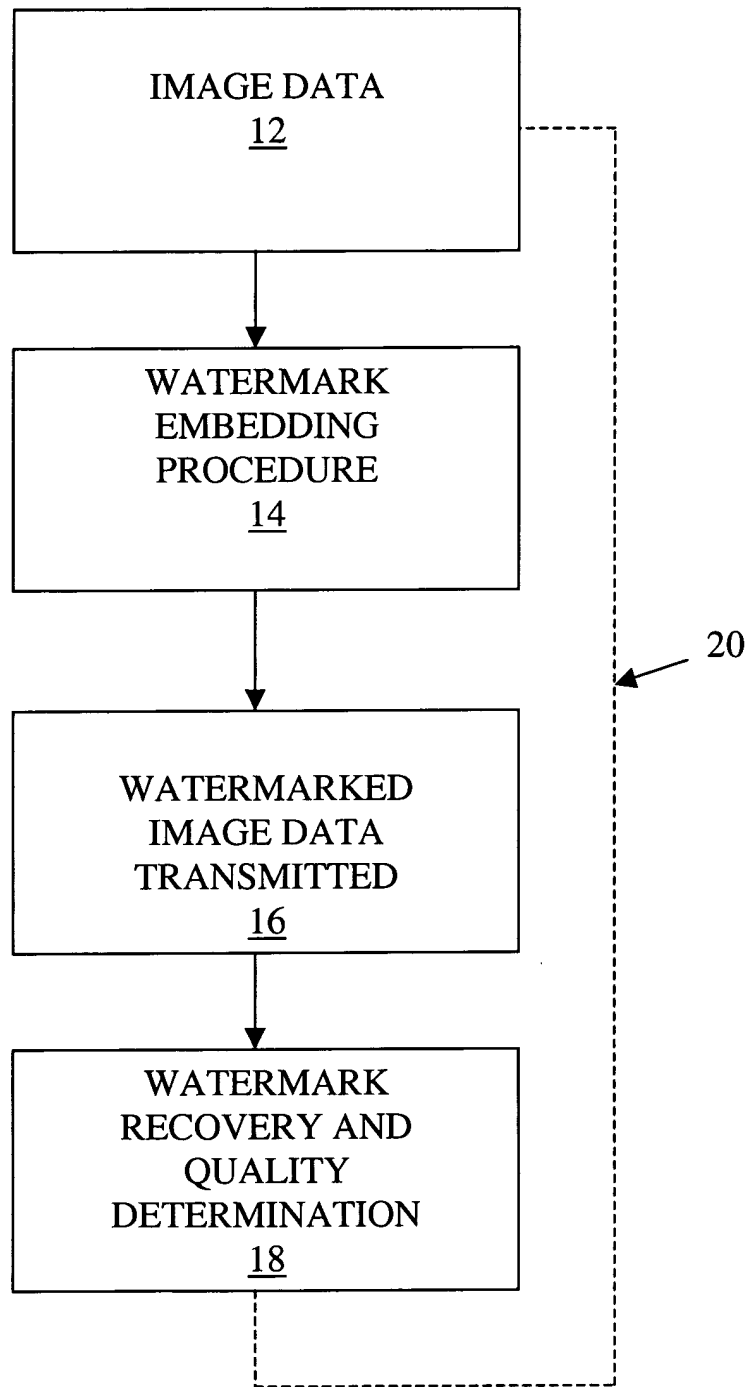 IMAGE DATA
12
WATERMARK
EMBEDDING
PROCEDURE
14
20
WATERMARKED
IMAGE DATA
TRANSMITTED
16
WATERMARK
RECOVERY AND
QUALITY
DETERMINATION
18